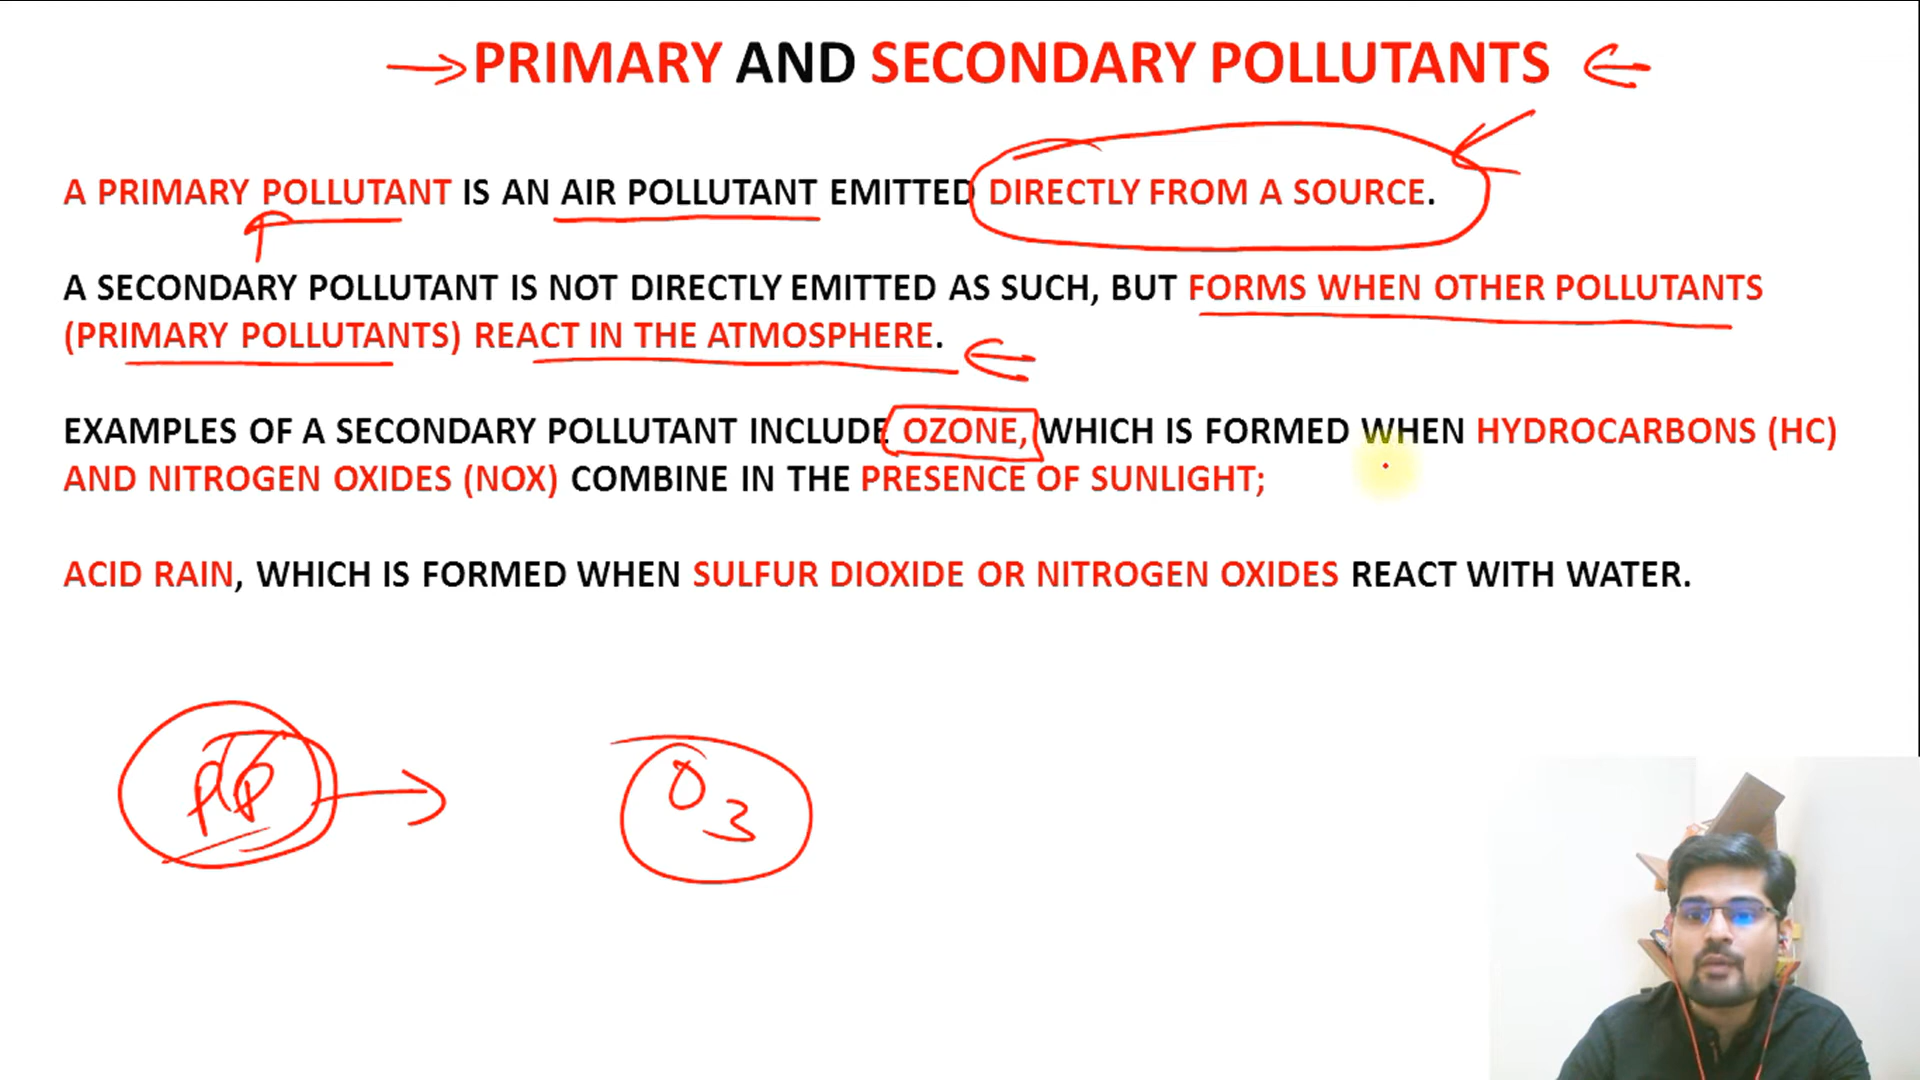 PRIMARY AND SECONDARY POLLUTANTS
A PRIMARY POLLUTANT IS AN AIR POLLUTANT EMITTED DIRECTLY FROM A SOURCE.
A SECONDARY POLLUTANT IS NOT DIRECTLY EMITTED AS SUCH, BUT FORMS WHEN OTHER POLLUTANTS
(PRIMARY POLLUTANTS) REACT IN THE ATMOSPHERE.
EXAMPLES OF A SECONDARY POLLUTANT INCLUDE OZONE, WHICH IS FORMED WHEN HYDROCARBONS (HC)
AND NITROGEN OXIDES (NOX) COMBINE IN THE PRESENCE OF SUNLIGHT;
ACID RAIN, WHICH IS FORMED WHEN SULFUR DIOXIDE OR NITROGEN OXIDES REACT WITH WATER.
O3